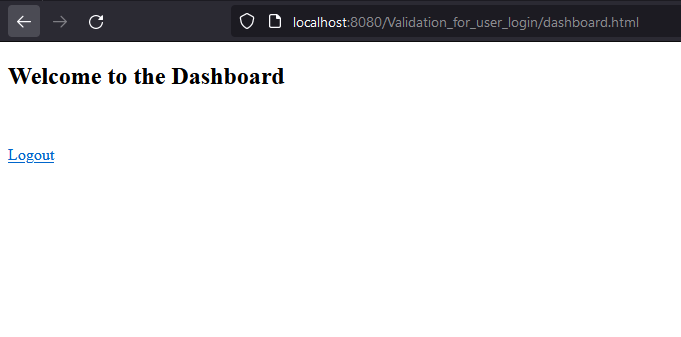 localhost:8080/Validation_for_user_login/dashboard.html
Welcome to the Dashboard
Logout